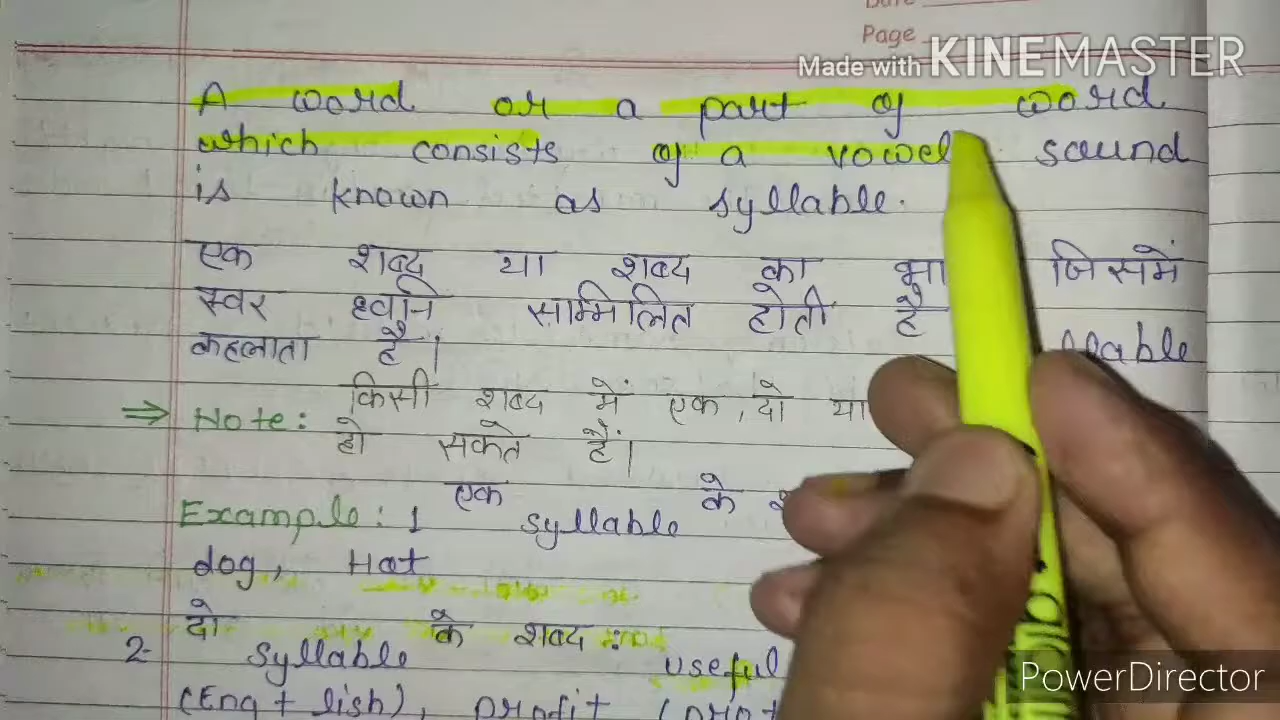 Date
Page
Made with KINEMASTER
A word or a part of word
which consists of a vowel sound
is known as syllable.
एक शब्द या शब्द का भा जिसमें
स्वर ध्वनि सम्मिलित होती है
कहलाता है। llable
⇒ Note: किसी शब्द में एक, दो या
हो सकते हैं।
Example: 1 एक syllable के
dog, Hat
2- दो syllable के शब्द: useful
(Eng + lish), profit
PowerDirector